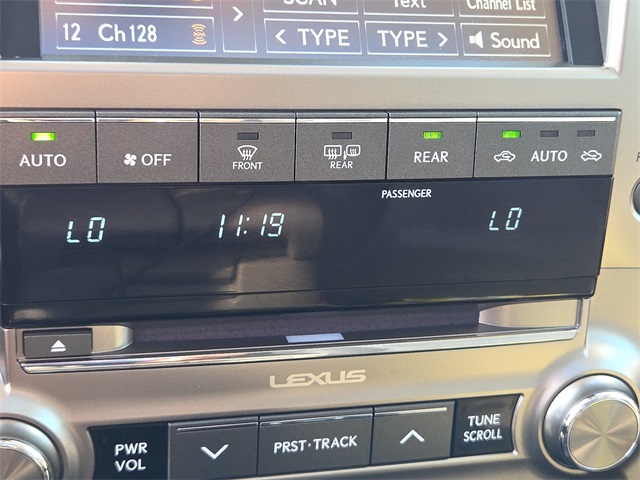 SCAN Text Channel List
12 Ch128 > < TYPE TYPE > Sound
AUTO OFF FRONT REAR REAR AUTO
PASSENGER
LO 11:19 LO
LEXUS
PWR VOL PRST·TRACK TUNE SCROLL